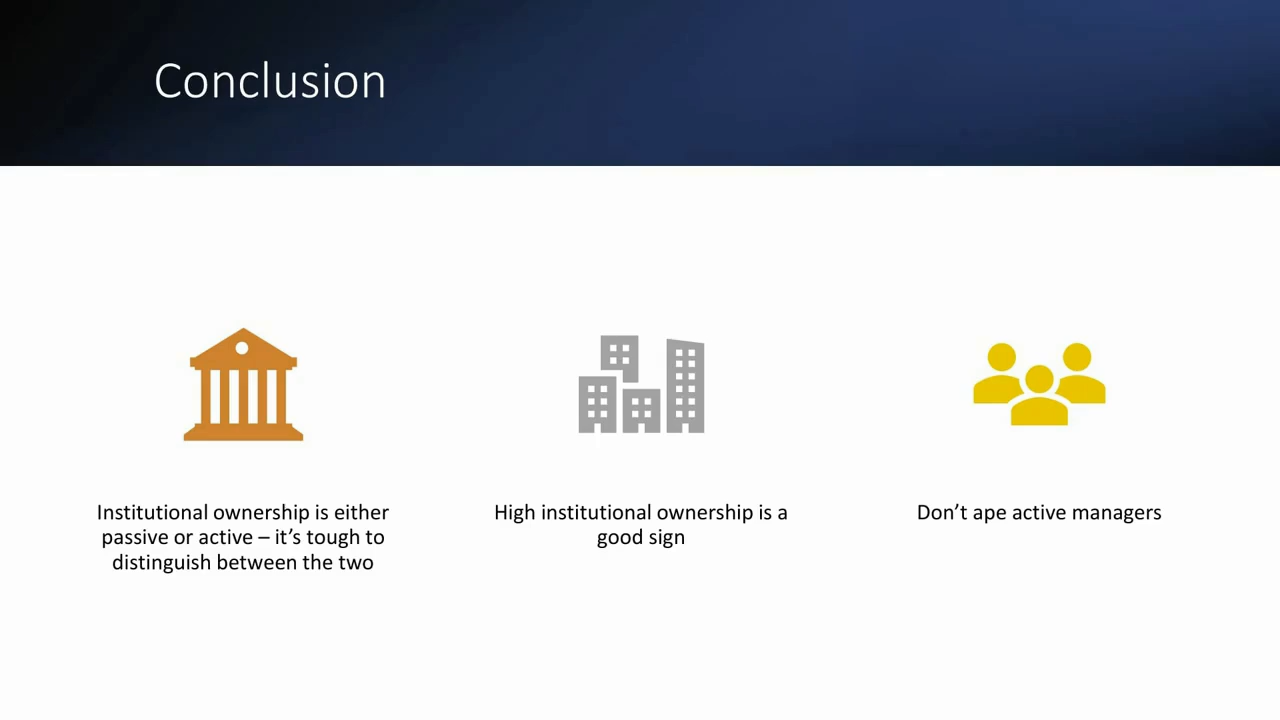 Conclusion
Institutional ownership is either
passive or active – it’s tough to
distinguish between the two
High institutional ownership is a
good sign
Don’t ape active managers